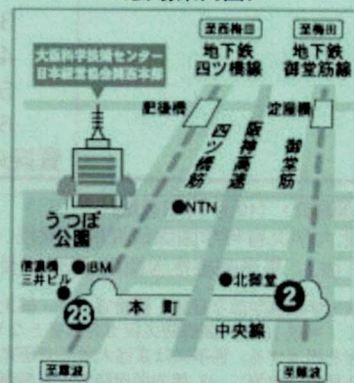 至西梅田
地下鉄
四ツ橋線
至梅田
地下鉄
御堂筋線
大阪科学技術センター
日本経営協会関西本部
肥後橋
淀屋橋
四ツ橋筋
阪神高速
御堂筋
NTN
うつぼ
公園
信濃橋
三井ビル
IBM
北御堂
28
本町
2
中央線
至難波
至難波